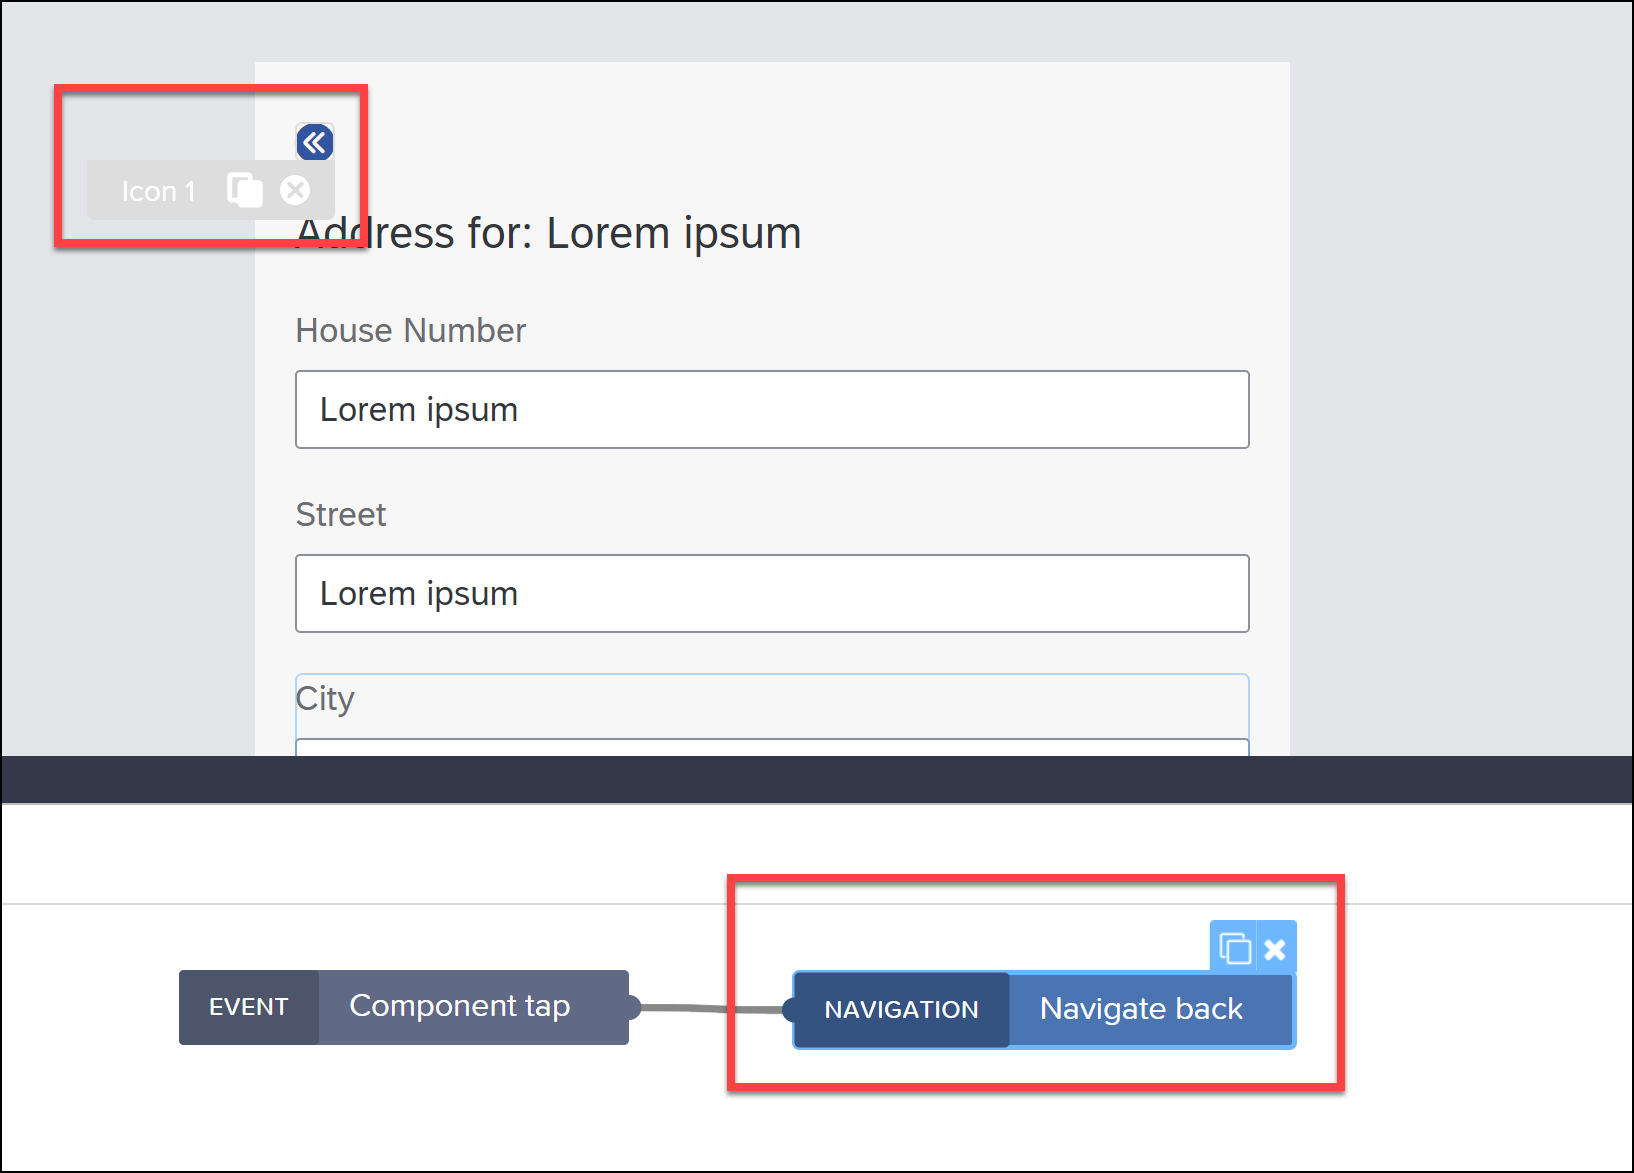 Icon 1
Address for: Lorem ipsum
House Number
Lorem ipsum
Street
Lorem ipsum
City
EVENT Component tap
NAVIGATION Navigate back